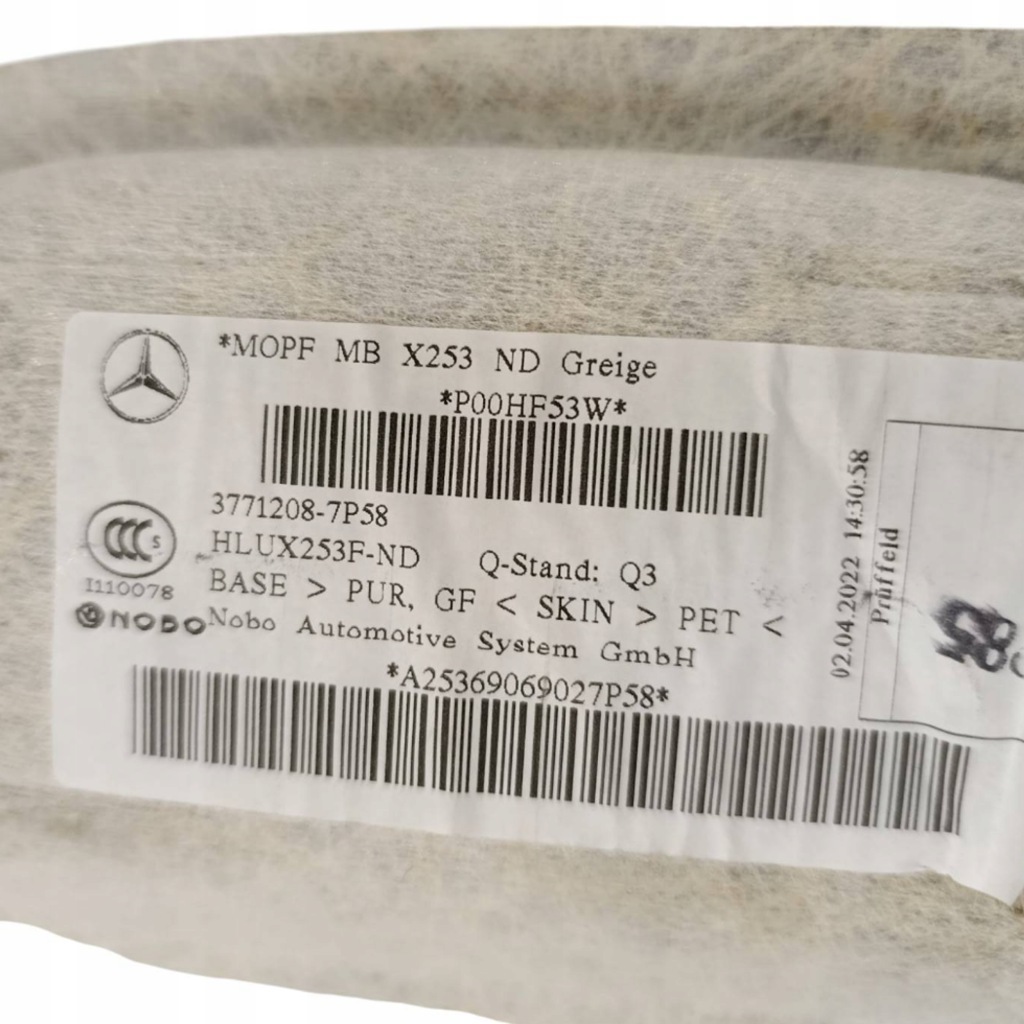 *MOPF MB X253 ND Greige
*P00HF53W*
3771208-7P58
HLUX253F-ND Q-Stand: Q3
BASE > PUR, GF < SKIN > PET <
Nobo Automotive System GmbH
*A25369069027P58*
CCC S
I110078
NOBO
02.04.2022 14:30:58
Prüffeld